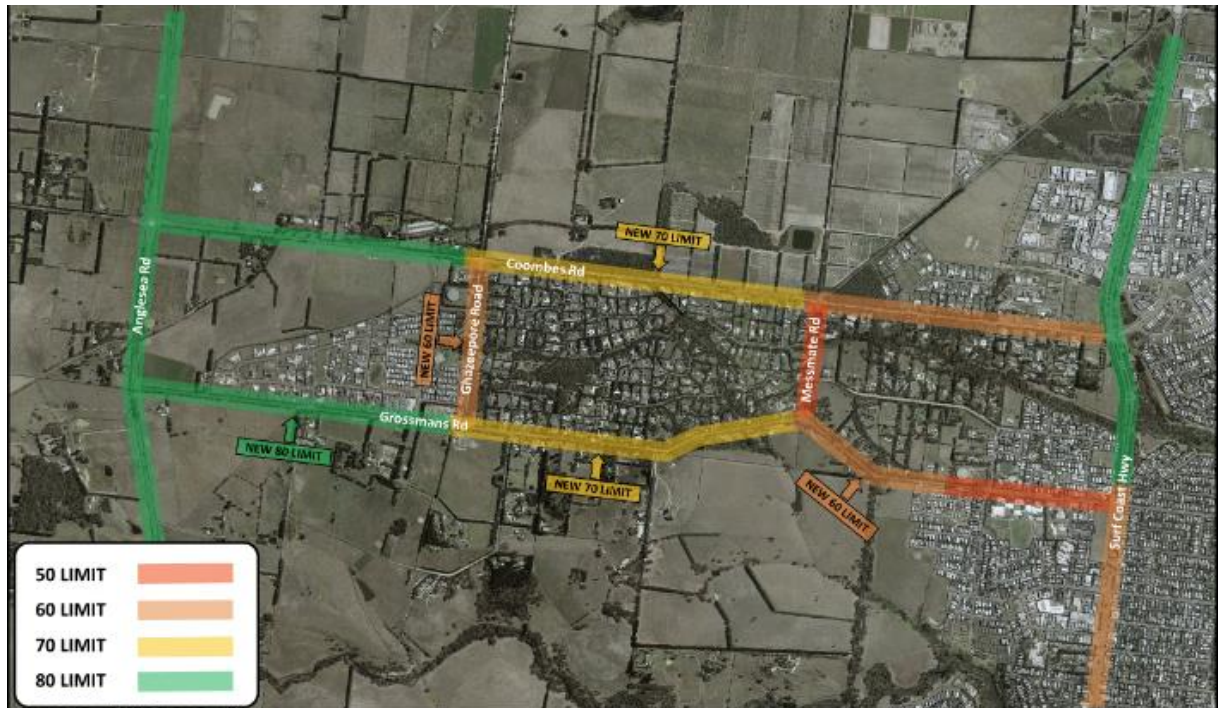 NEW 70 LIMIT
Coombes Rd
Anglesea Rd
NEW 60 LIMIT
Ghazeepore Road
Messmate Rd
Grossmans Rd
NEW 80 LIMIT
NEW 70 LIMIT
NEW 60 LIMIT
Surf Coast Hwy
50 LIMIT
60 LIMIT
70 LIMIT
80 LIMIT